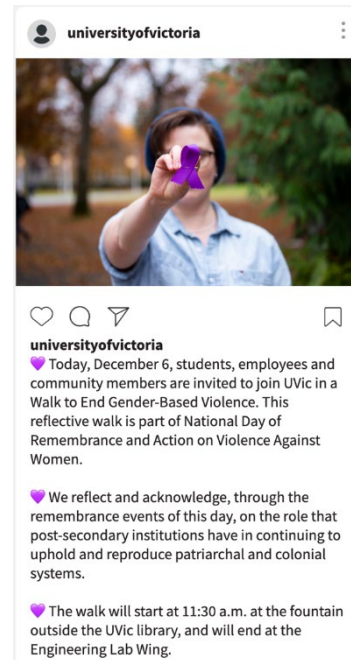 universityofvictoria
universityofvictoria
💜 Today, December 6, students, employees and
community members are invited to join UVic in a
Walk to End Gender-Based Violence. This
reflective walk is part of National Day of
Remembrance and Action on Violence Against
Women.
💜 We reflect and acknowledge, through the
remembrance events of this day, on the role that
post-secondary institutions have in continuing to
uphold and reproduce patriarchal and colonial
systems.
💜 The walk will start at 11:30 a.m. at the fountain
outside the UVic library, and will end at the
Engineering Lab Wing.